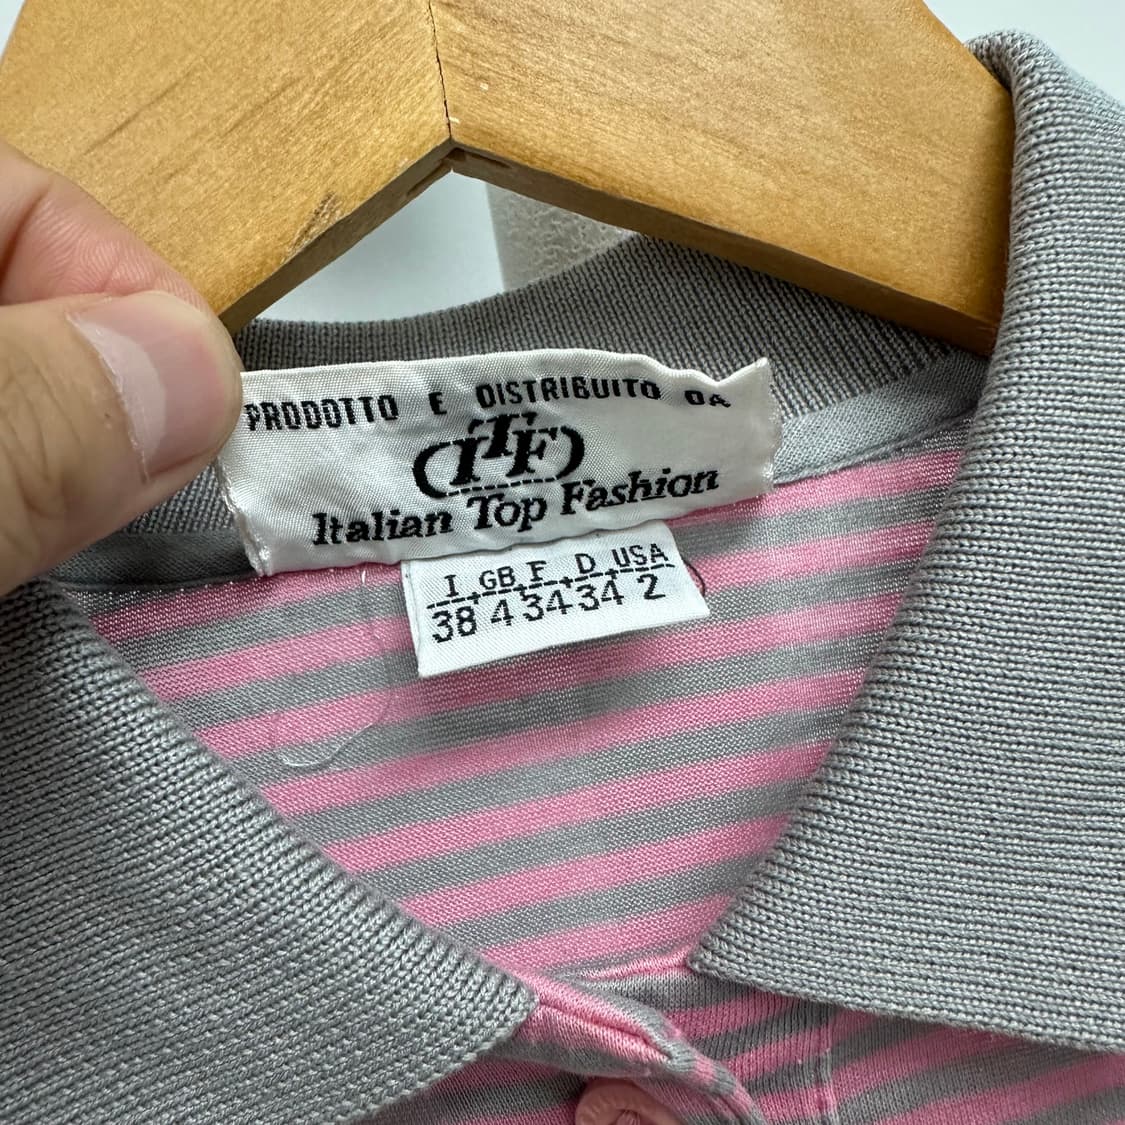 PRODOTTO E DISTRIBUITO DA
ITF
Italian Top Fashion
I GB F D USA
38 4 34 34 2